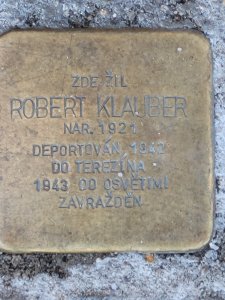 ZDE ŽIL
ROBERT KLAUBER
NAR. 1921
DEPORTOVÁN 1942
DO TEREZÍNA
1943 DO OSVĚTIMI
ZAVRAŽDĚN